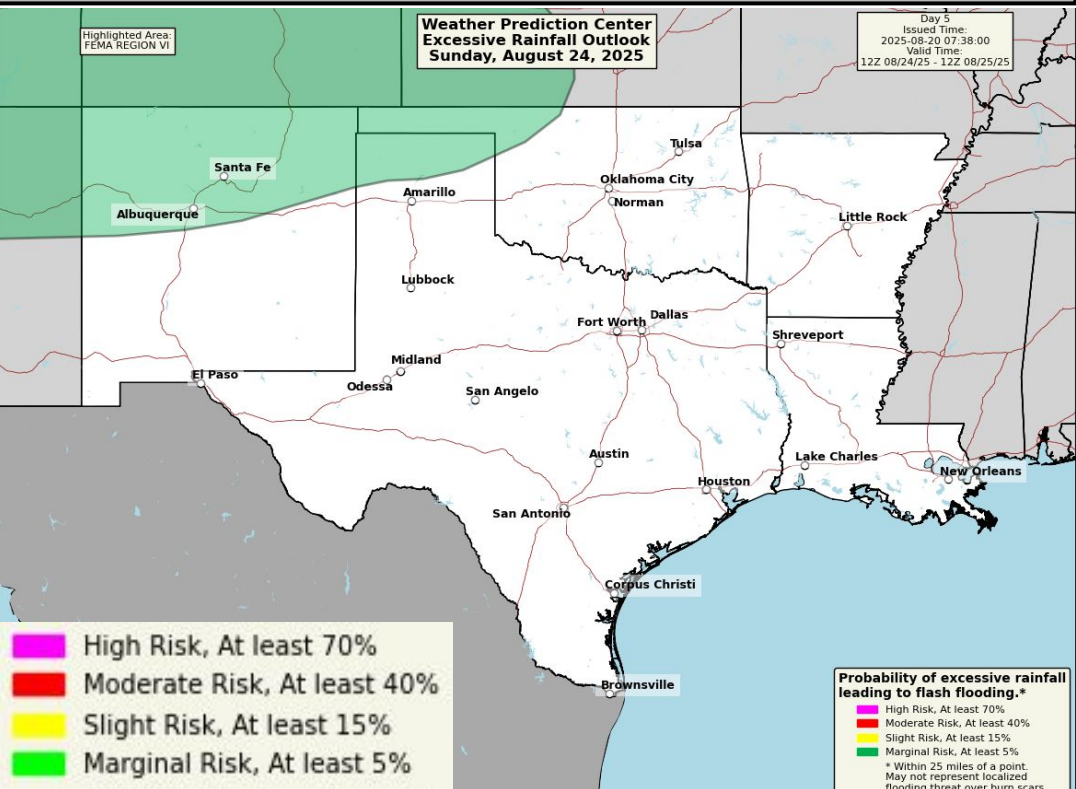 Weather Prediction Center
Excessive Rainfall Outlook
Sunday, August 24, 2025
Highlighted Area:
FEMA REGION VI
Day 5
Issued Time:
2025-08-20 07:38:00
Valid Time:
12Z 08/24/25 - 12Z 08/25/25
Tulsa
Santa Fe
Oklahoma City
Amarillo
Norman
Albuquerque
Little Rock
Lubbock
Dallas
Fort Worth
Shreveport
Midland
El Paso
Odessa
San Angelo
Austin
Lake Charles
New Orleans
Houston
San Antonio
Corpus Christi
Brownsville
High Risk, At least 70%
Moderate Risk, At least 40%
Slight Risk, At least 15%
Marginal Risk, At least 5%
Probability of excessive rainfall
leading to flash flooding.*
High Risk, At least 70%
Moderate Risk, At least 40%
Slight Risk, At least 15%
Marginal Risk, At least 5%
* Within 25 miles of a point.
May not represent localized
flooding threat over burn scars